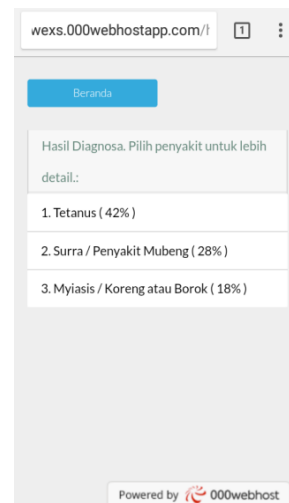 wexs.000webhostapp.com/
1
Beranda
Hasil Diagnosa. Pilih penyakit untuk lebih
detail.:
1. Tetanus ( 42% )
2. Surra / Penyakit Mubeng ( 28% )
3. Myiasis / Koreng atau Borok ( 18% )
Powered by 000webhost